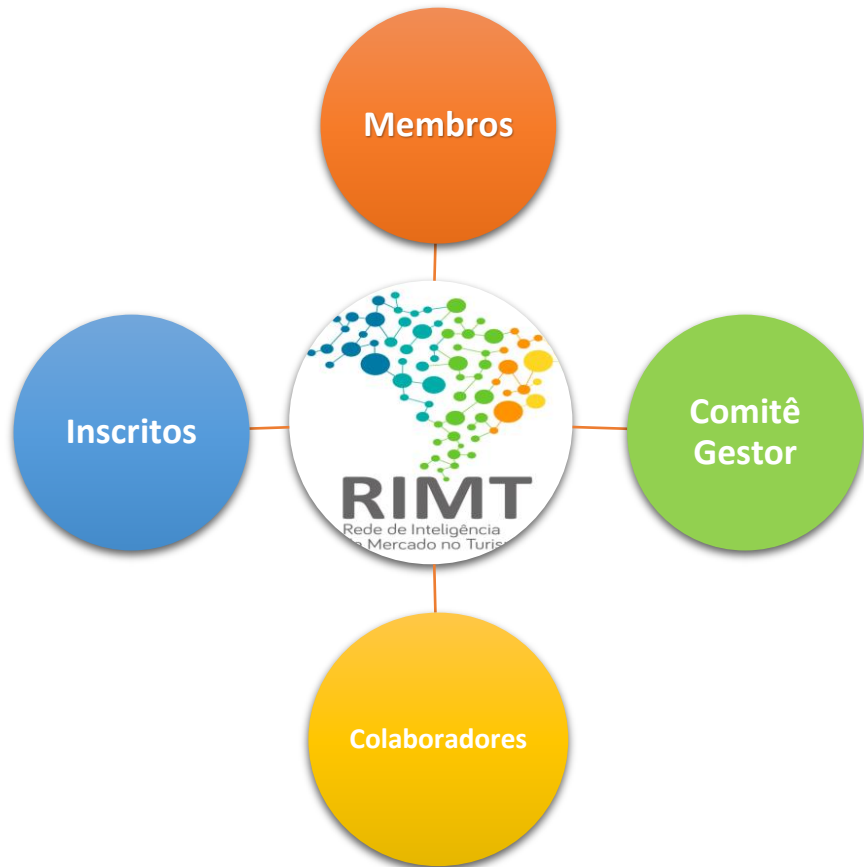 Membros
Inscritos
Comitê
Gestor
RIMT
Rede de Inteligência
Mercado no
Colaboradores